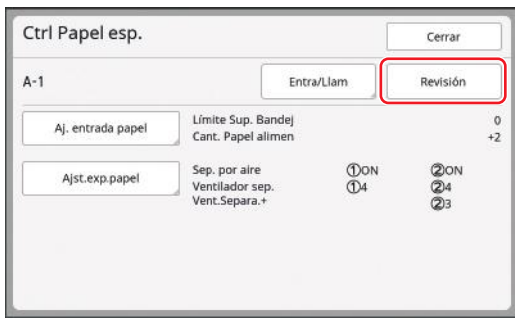 Ctrl Papel esp.
Cerrar
A-1
Entra/Llam
Revisión
Aj. entrada papel
Límite Sup. Bandej 0
Cant. Papel alimen +2
Ajst.exp.papel
Sep. por aire ①ON ②ON
Ventilador sep. ①4 ②4
Vent.Separa.+ ②3